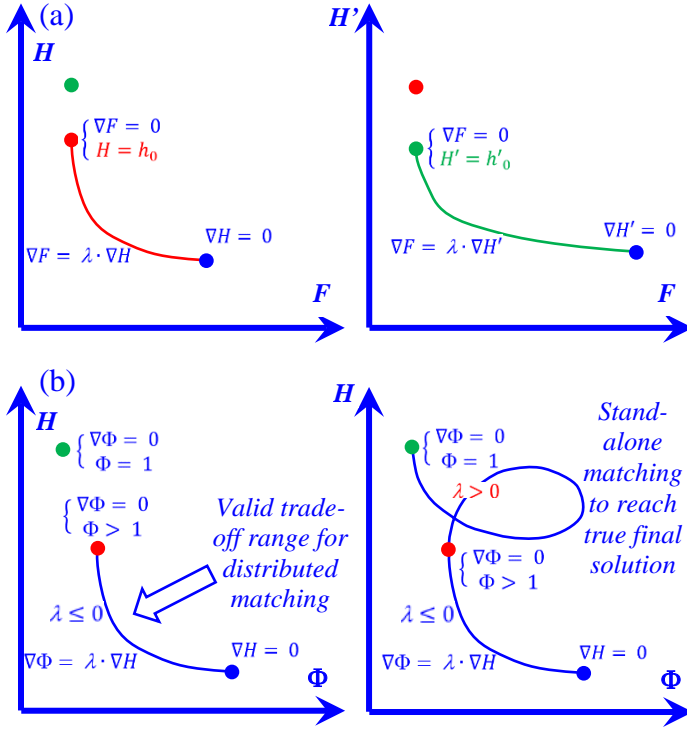 (a)
H
∇F = 0
H = h₀
∇H = 0
∇F = λ · ∇H
F
H’
∇F = 0
H′ = h′₀
∇H′ = 0
∇F = λ · ∇H′
F
(b)
H
∇Φ = 0
Φ = 1
∇Φ = 0
Φ > 1
Valid trade-
off range for
distributed
matching
λ ≤ 0
∇H = 0
∇Φ = λ · ∇H
Φ
H
∇Φ = 0
Φ = 1
λ > 0
Stand-
alone
matching
to reach
true final
solution
∇Φ = 0
Φ > 1
λ ≤ 0
∇H = 0
∇Φ = λ · ∇H
Φ